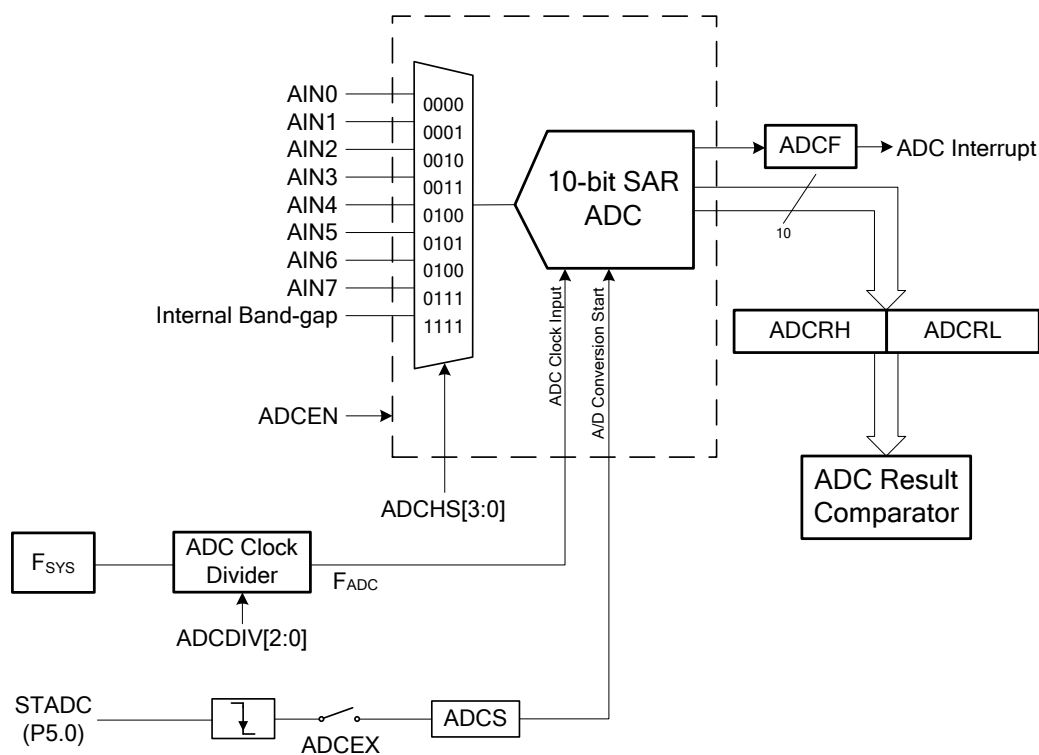 AIN0
AIN1
AIN2
AIN3
AIN4
AIN5
AIN6
AIN7
Internal Band-gap
0000
0001
0010
0011
0100
0101
0100
0111
1111
10-bit SAR
ADC
ADCF
ADC Interrupt
10
ADCRH
ADCRL
ADC Result
Comparator
ADC Clock Input
A/D Conversion Start
ADCEN
ADCHS[3:0]
FSYS
ADC Clock
Divider
FADC
ADCDIV[2:0]
STADC
(P5.0)
ADCEX
ADCS